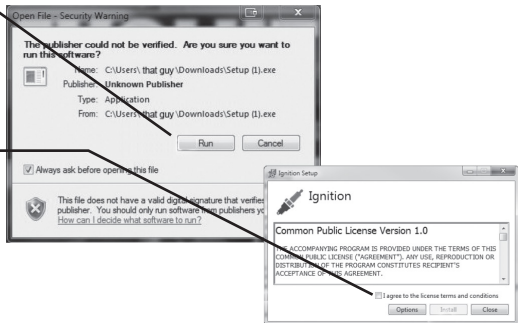 Open File - Security Warning
The publisher could not be verified. Are you sure you want to
run this software?
Name: C:\Users\ that guy \Downloads\Setup (1).exe
Publisher: Unknown Publisher
Type: Application
From: C:\Users\ that guy \Downloads\Setup (1).exe
Run Cancel
Always ask before opening this file
This file does not have a valid digital signature that verifies
publisher. You should only run software from publishers
How can I decide what software to run?
Ignition Setup
Ignition
Common Public License Version 1.0
THE ACCOMPANYING PROGRAM IS PROVIDED UNDER THE TERMS OF THIS
COMMON PUBLIC LICENSE ("AGREEMENT"). ANY USE, REPRODUCTION OR
DISTRIBUTION OF THE PROGRAM CONSTITUTES RECIPIENT'S
ACCEPTANCE OF THIS AGREEMENT.
I agree to the license terms and conditions
Options Install Close